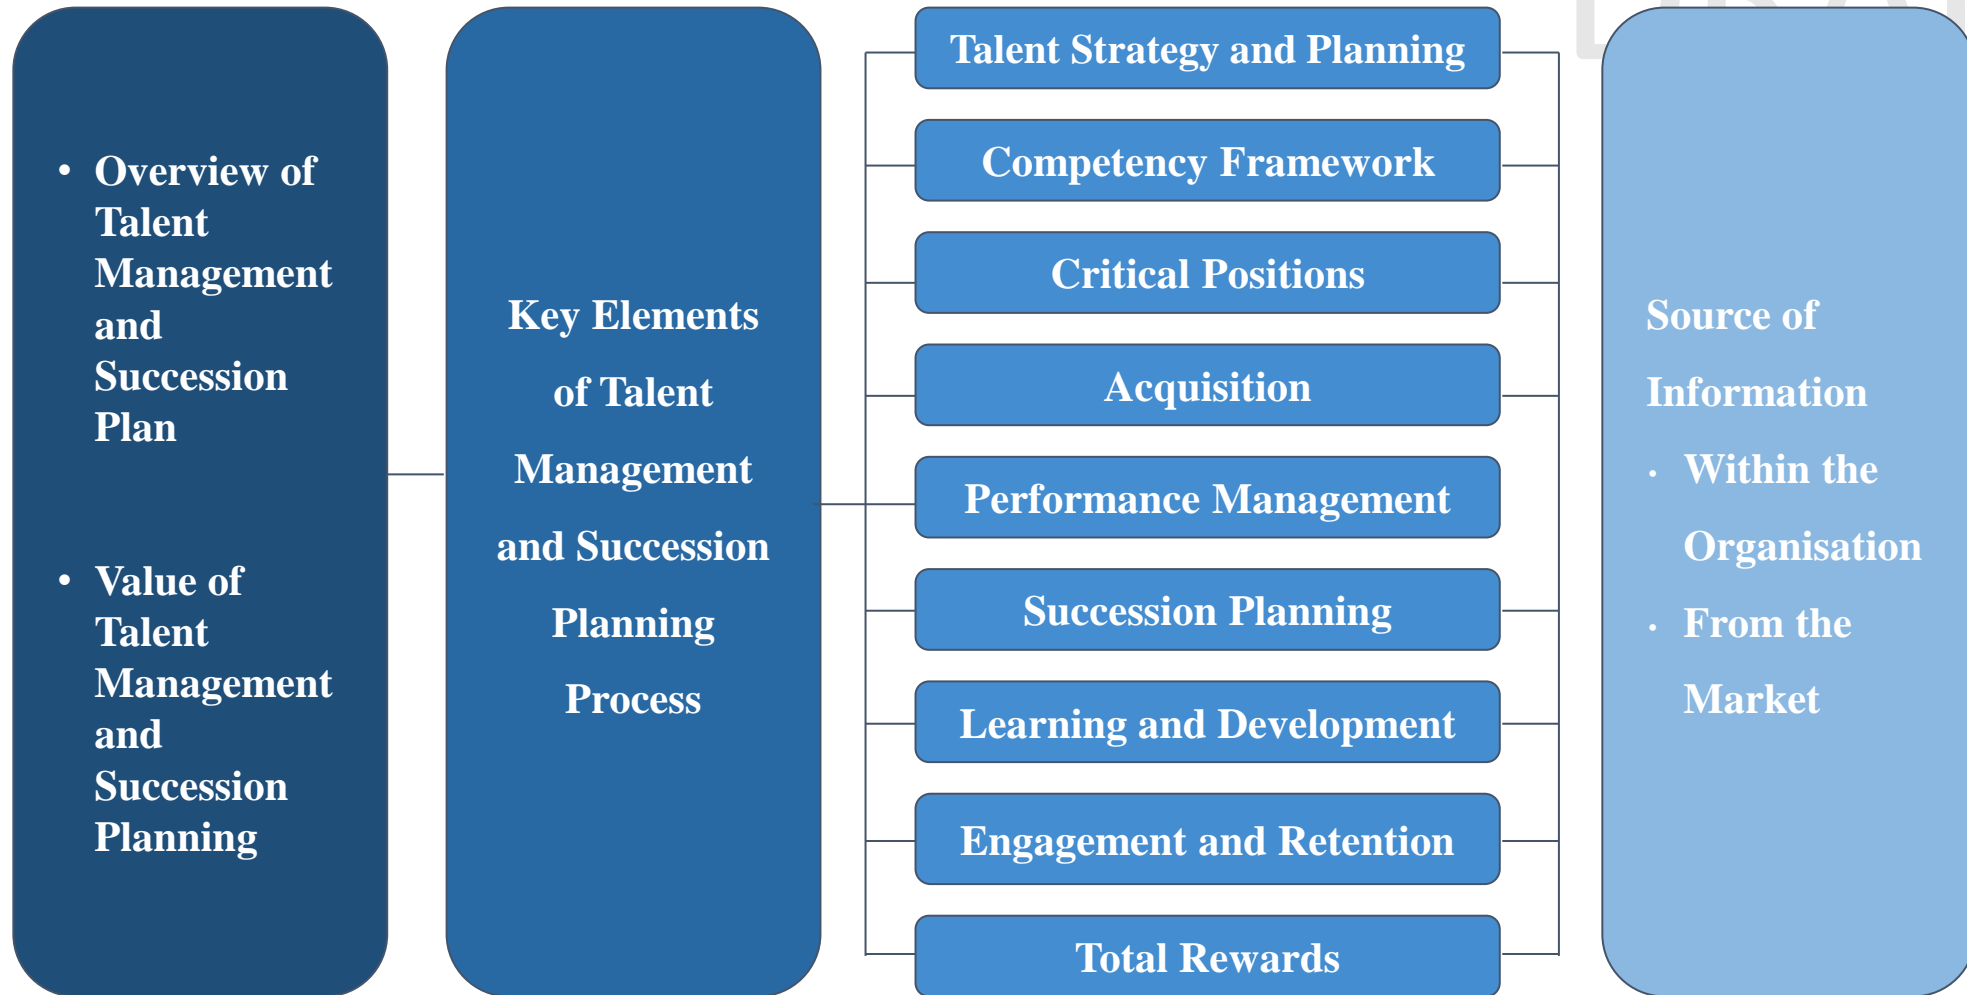 • Overview of
Talent
Management
and
Succession
Plan
• Value of
Talent
Management
and
Succession
Planning
Key Elements
of Talent
Management
and Succession
Planning
Process
Talent Strategy and Planning
Competency Framework
Critical Positions
Acquisition
Performance Management
Succession Planning
Learning and Development
Engagement and Retention
Total Rewards
Source of
Information
• Within the
Organisation
• From the
Market